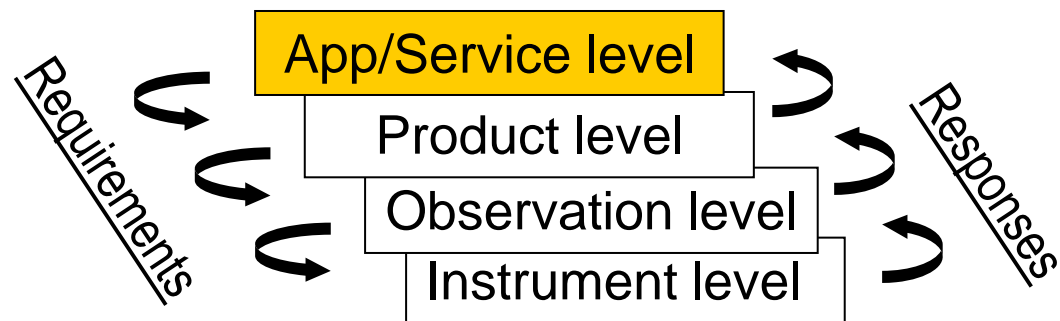 App/Service level
Product level
Observation level
Instrument level
Requirements
Responses